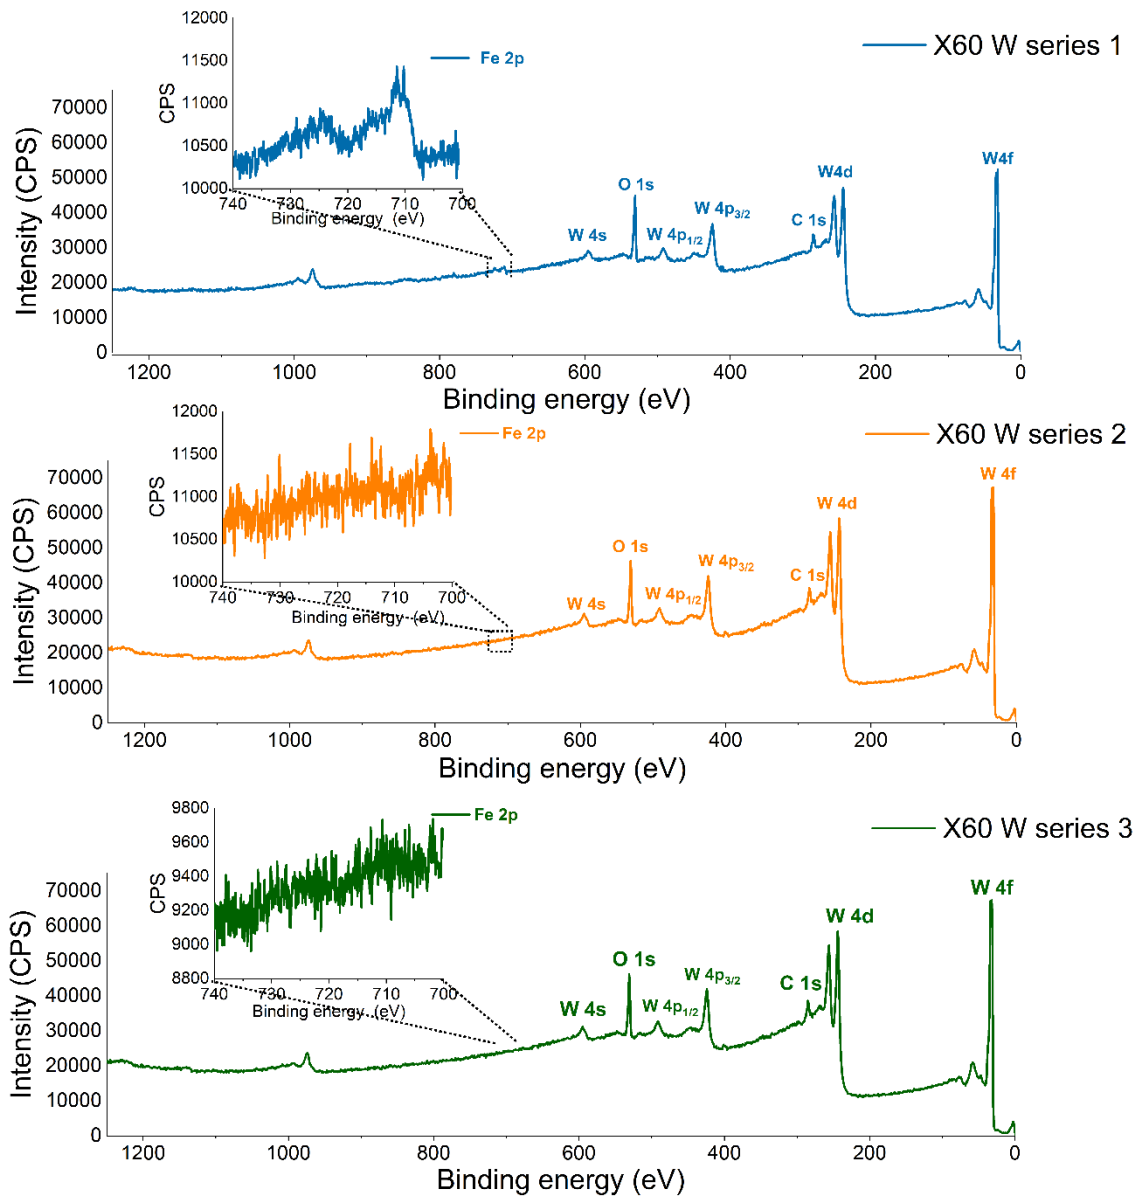 X60 W series 1
12000
11500
11000
10500
10000
CPS
Fe 2p
740 730 720 710 700
Binding energy (eV)
70000
60000
50000
40000
30000
20000
10000
0
Intensity (CPS)
W 4s
O 1s
W 4p1/2
W 4p3/2
C 1s
W4d
W4f
1200 1000 800 600 400 200 0
Binding energy (eV)
X60 W series 2
12000
11500
11000
10500
10000
CPS
Fe 2p
740 730 720 710 700
Binding energy (eV)
70000
60000
50000
40000
30000
20000
10000
0
Intensity (CPS)
W 4s
O 1s
W 4p1/2
W 4p3/2
C 1s
W 4d
W 4f
1200 1000 800 600 400 200 0
Binding energy (eV)
X60 W series 3
9800
9600
9400
9200
9000
8800
CPS
Fe 2p
740 730 720 710 700
Binding energy (eV)
70000
60000
50000
40000
30000
20000
10000
0
Intensity (CPS)
W 4s
O 1s
W 4p1/2
W 4p3/2
C 1s
W 4d
W 4f
1200 1000 800 600 400 200 0
Binding energy (eV)